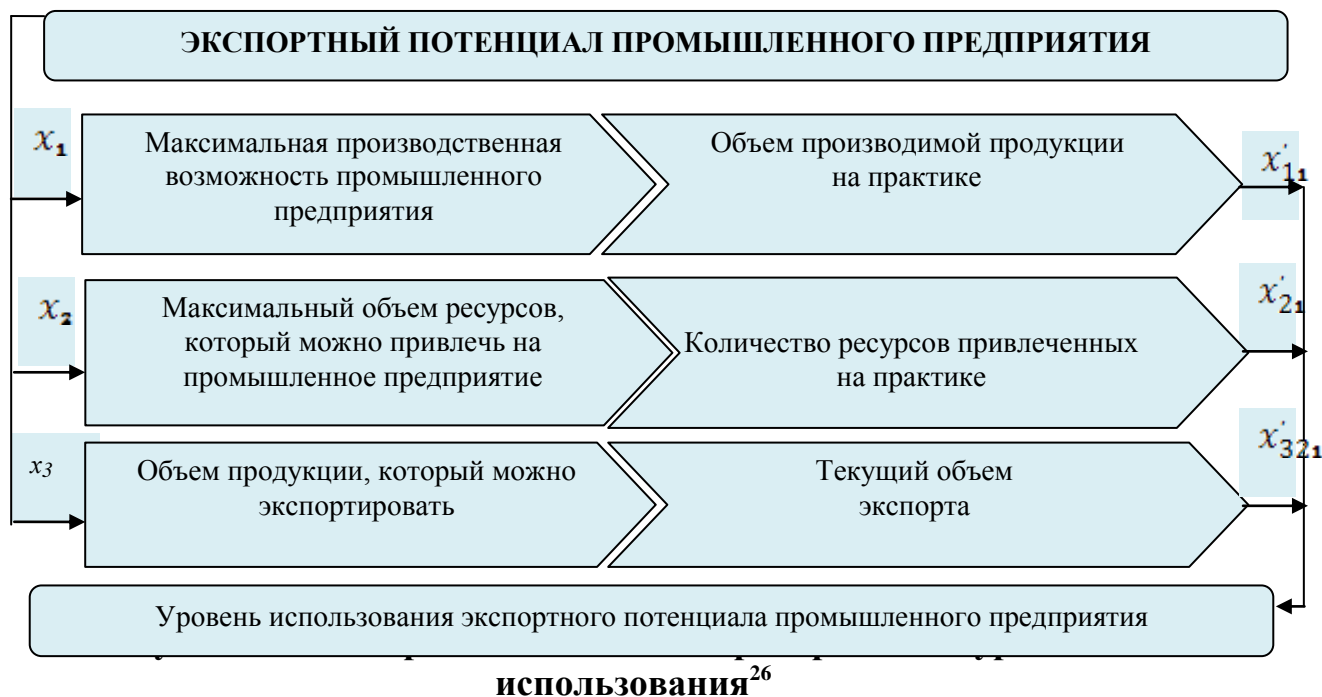 ЭКСПОРТНЫЙ ПОТЕНЦИАЛ ПРОМЫШЛЕННОГО ПРЕДПРИЯТИЯ
x₁
Максимальная производственная
возможность промышленного
предприятия
Объем производимой продукции
на практике
x'₁₁
x₂
Максимальный объем ресурсов,
который можно привлечь на
промышленное предприятие
Количество ресурсов привлеченных
на практике
x'₂₁
x₃
Объем продукции, который можно
экспортировать
Текущий объем
экспорта
x'₃₂₁
Уровень использования экспортного потенциала промышленного предприятия
использования²⁶